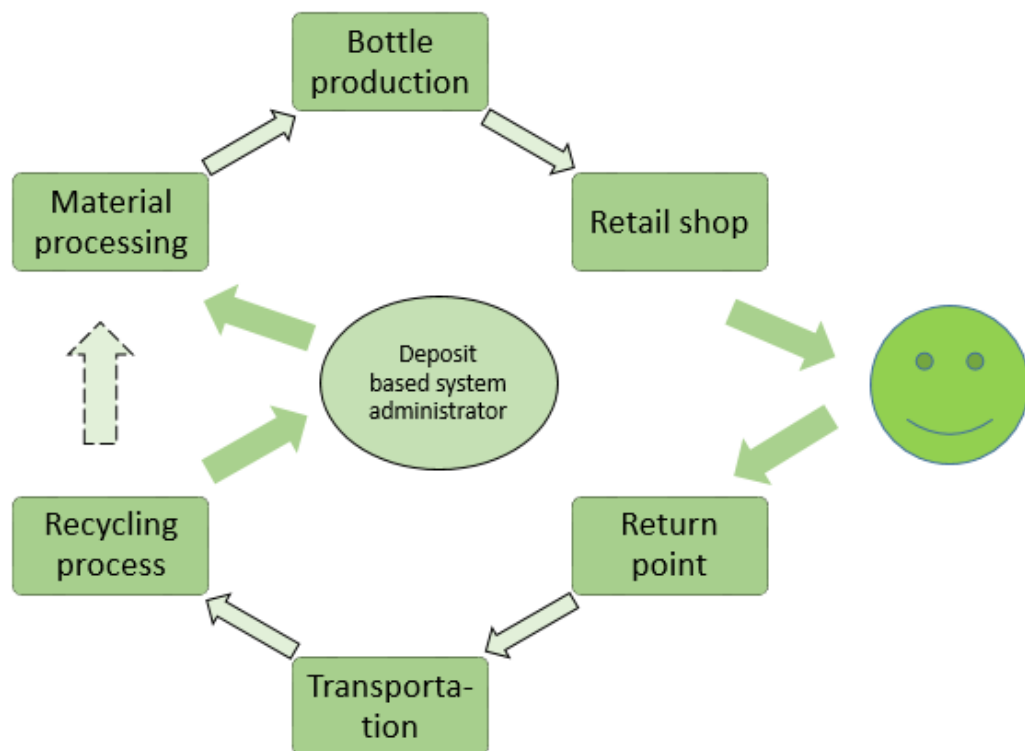 Bottle
production
Material
processing
Retail shop
Deposit
based system
administrator
Recycling
process
Return
point
Transporta-
tion